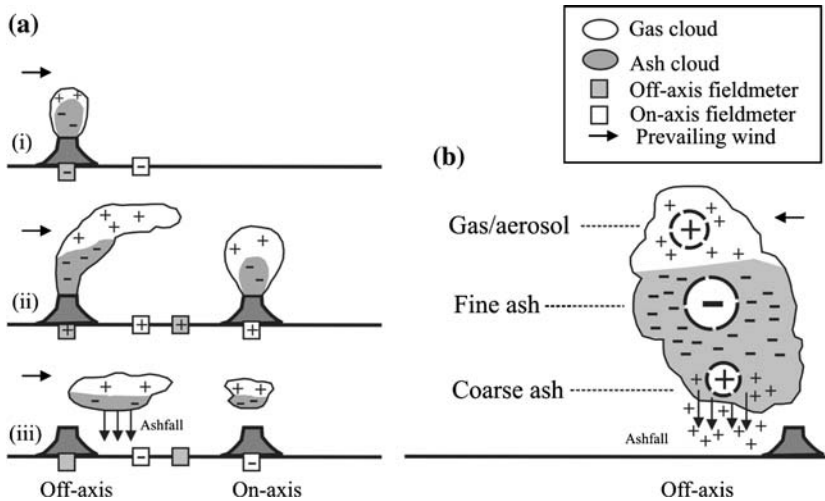 (a)
(i)
(ii)
(iii)
Ashfall
Off-axis
On-axis
Gas cloud
Ash cloud
Off-axis fieldmeter
On-axis fieldmeter
Prevailing wind
(b)
Gas/aerosol
Fine ash
Coarse ash
Ashfall
Off-axis